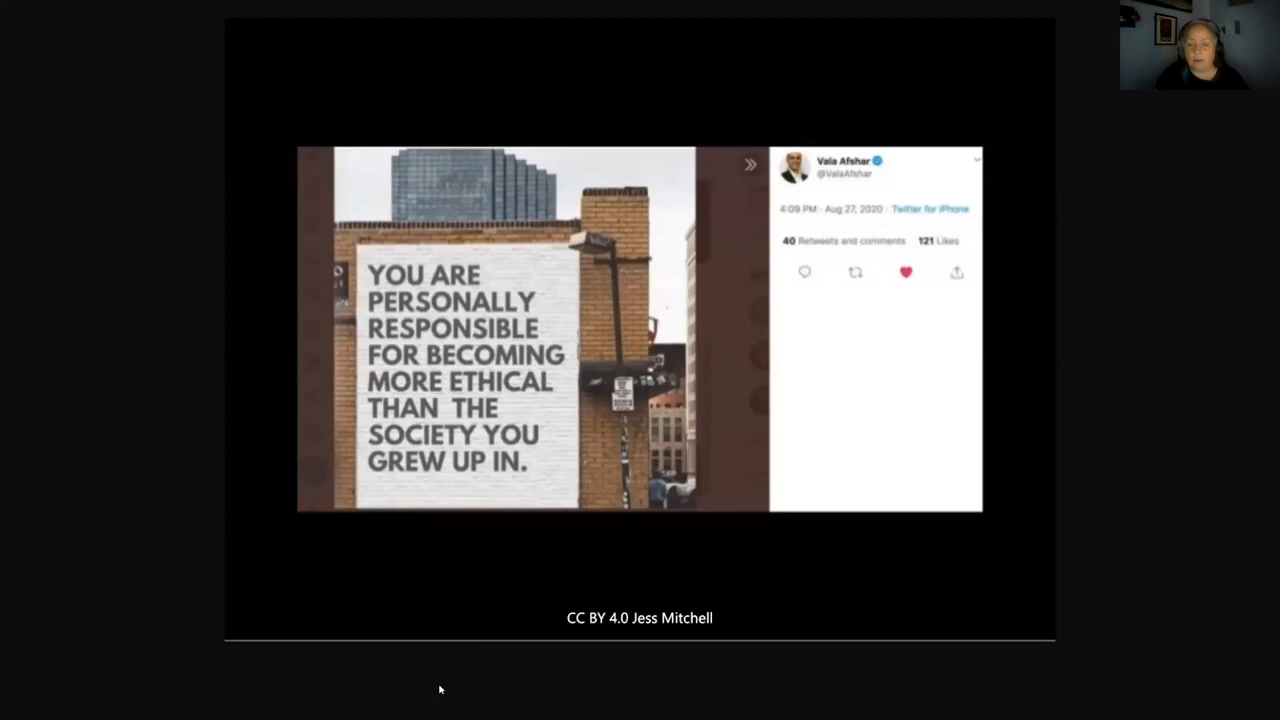 YOU ARE
PERSONALLY
RESPONSIBLE
FOR BECOMING
MORE ETHICAL
THAN THE
SOCIETY YOU
GREW UP IN.
Vala Afshar
@ValaAfshar
4:09 PM · Aug 27, 2020 · Twitter for iPhone
40 Retweets and comments 121 Likes
CC BY 4.0 Jess Mitchell